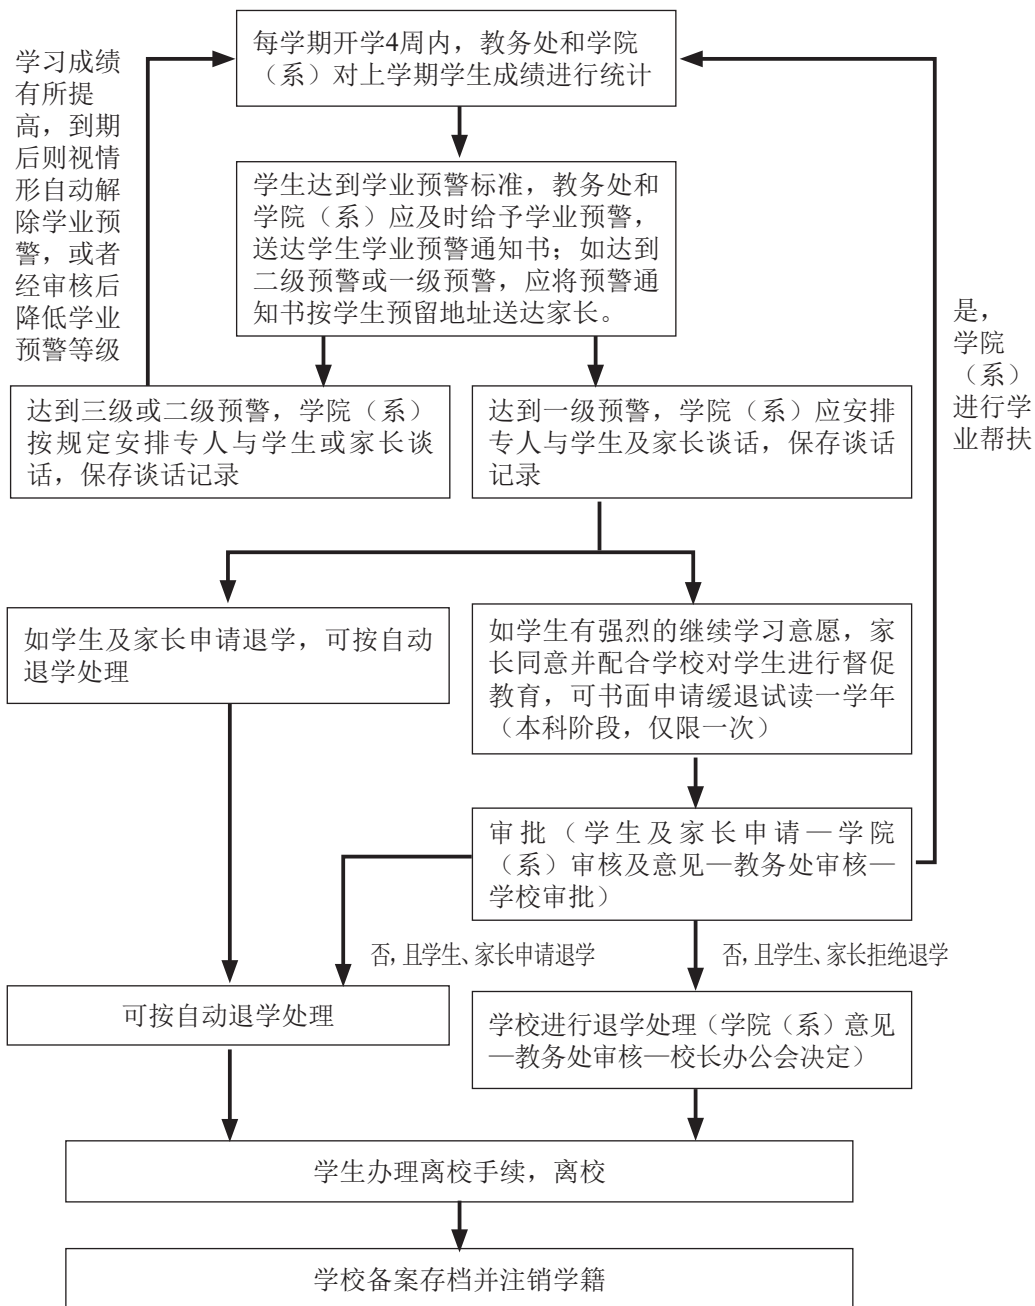 每学期开学4周内，教务处和学院
（系）对上学期学生成绩进行统计
学习成绩
有所提
高，到期
后则视情
形自动解
除学业预
警，或者
经审核后
降低学业
预警等级
学生达到学业预警标准，教务处和
学院（系）应及时给予学业预警，
送达学生学业预警通知书；如达到
二级预警或一级预警，应将预警通
知书按学生预留地址送达家长。
是，
学院
（系）
进行学
业帮扶
达到三级或二级预警，学院（系）
按规定安排专人与学生或家长谈
话，保存谈话记录
达到一级预警，学院（系）应安排
专人与学生及家长谈话，保存谈话
记录
如学生及家长申请退学，可按自动
退学处理
如学生有强烈的继续学习意愿，家
长同意并配合学校对学生进行督促
教育，可书面申请缓退试读一学年
（本科阶段，仅限一次）
审批（学生及家长申请—学院
（系）审核及意见—教务处审核—
学校审批）
否，且学生、家长申请退学
否，且学生、家长拒绝退学
可按自动退学处理
学校进行退学处理（学院（系）意见
—教务处审核—校长办公会决定）
学生办理离校手续，离校
学校备案存档并注销学籍